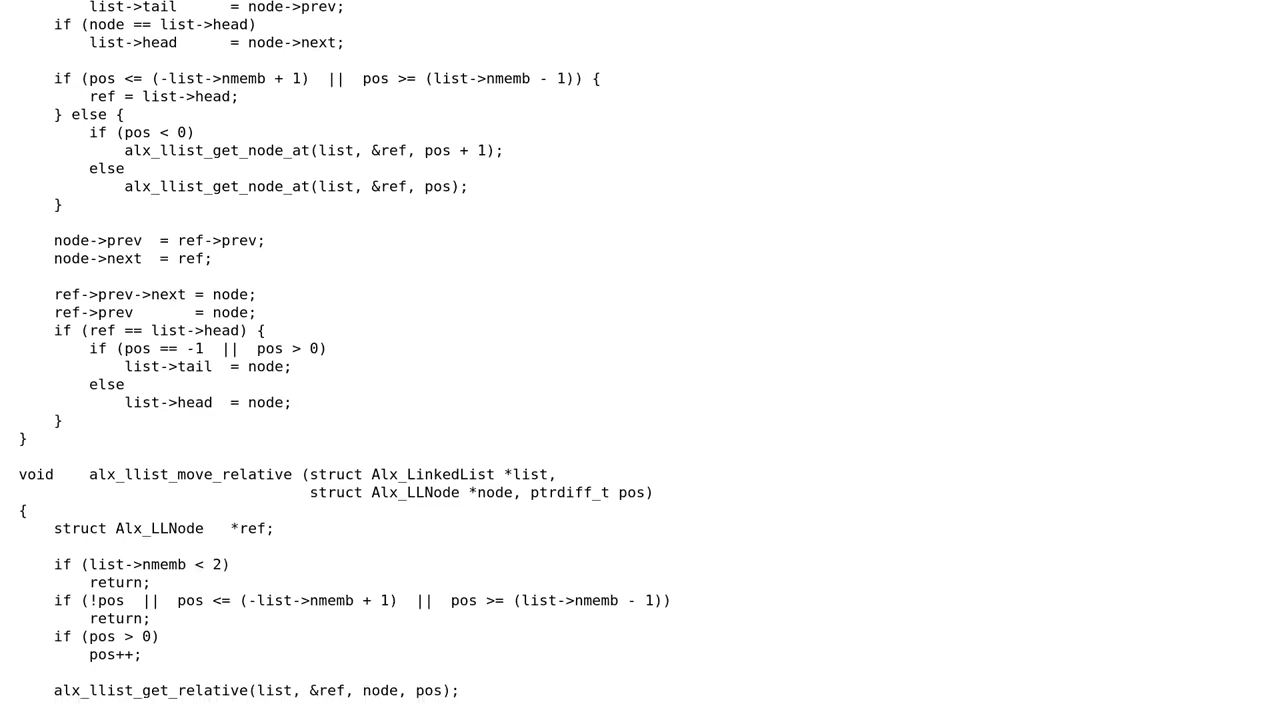 list->tail      = node->prev;
    if (node == list->head)
        list->head      = node->next;

    if (pos <= (-list->nmemb + 1)  ||  pos >= (list->nmemb - 1)) {
        ref = list->head;
    } else {
        if (pos < 0)
            alx_llist_get_node_at(list, &ref, pos + 1);
        else
            alx_llist_get_node_at(list, &ref, pos);
    }

    node->prev  = ref->prev;
    node->next  = ref;

    ref->prev->next = node;
    ref->prev       = node;
    if (ref == list->head) {
        if (pos == -1  ||  pos > 0)
            list->tail  = node;
        else
            list->head  = node;
    }
}

void    alx_llist_move_relative (struct Alx_LinkedList *list,
                                 struct Alx_LLNode *node, ptrdiff_t pos)
{
    struct Alx_LLNode   *ref;

    if (list->nmemb < 2)
        return;
    if (!pos  ||  pos <= (-list->nmemb + 1)  ||  pos >= (list->nmemb - 1))
        return;
    if (pos > 0)
        pos++;

    alx_llist_get_relative(list, &ref, node, pos);